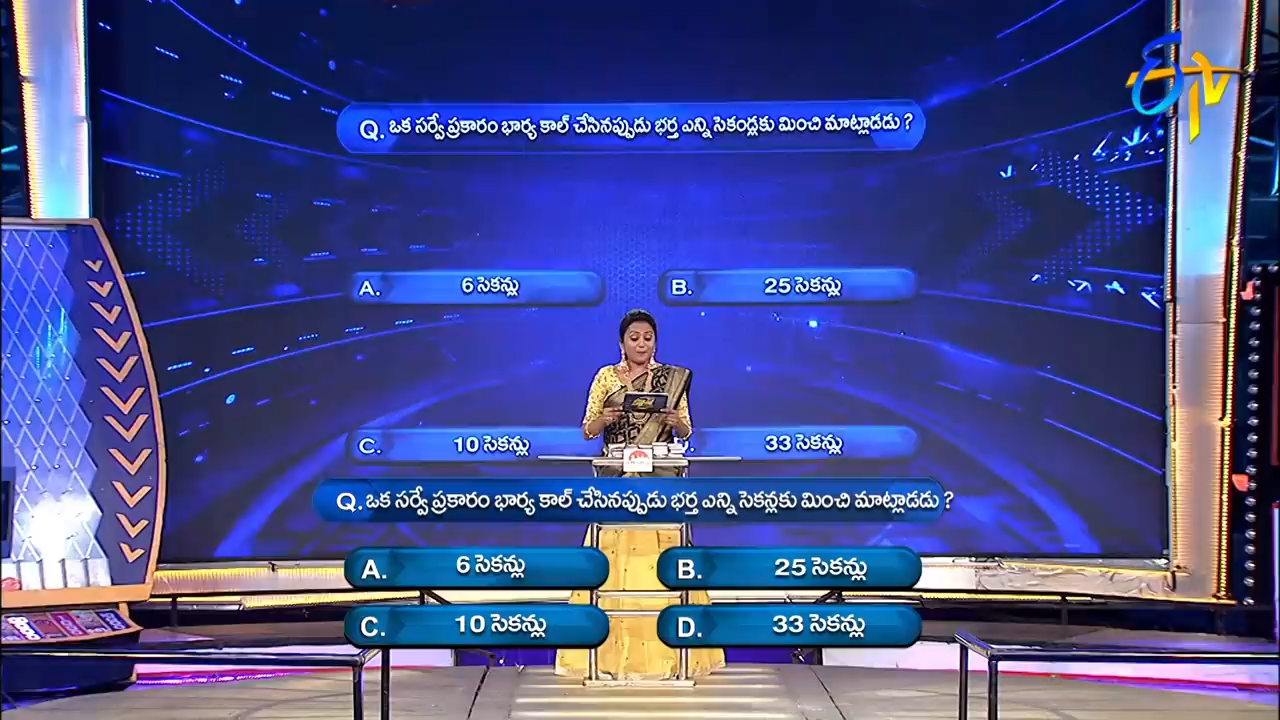 ETV
Q. ఒక సర్వే ప్రకారం భార్య కాల్ చేసినప్పుడు భర్త ఎన్ని సెకండ్లకు మించి మాట్లాడడు ?
A. 6 సెకన్లు
B. 25 సెకన్లు
C. 10 సెకన్లు
33 సెకన్లు
Q. ఒక సర్వే ప్రకారం భార్య కాల్ చేసినప్పుడు భర్త ఎన్ని సెకన్లకు మించి మాట్లాడడు ?
A. 6 సెకన్లు
B. 25 సెకన్లు
C. 10 సెకన్లు
D. 33 సెకన్లు